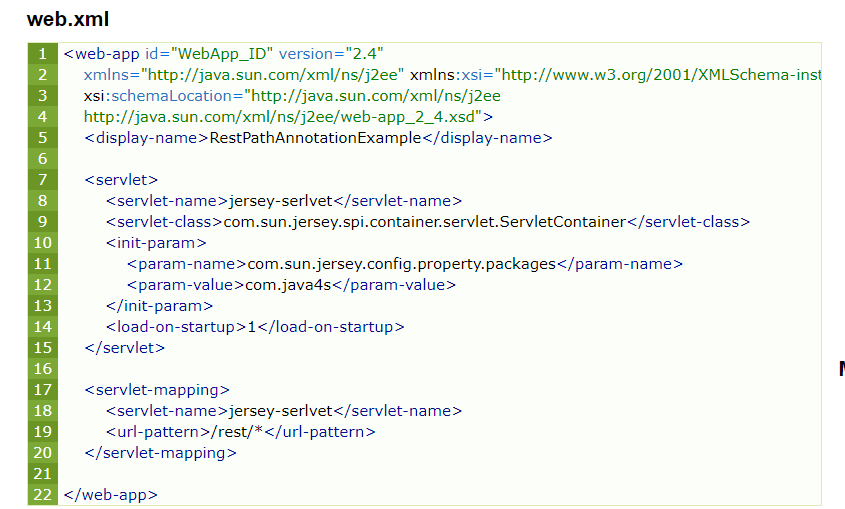 web.xml
1 <web-app id="WebApp_ID" version="2.4"
2 xmlns="http://java.sun.com/xml/ns/j2ee" xmlns:xsi="http://www.w3.org/2001/XMLSchema-inst
3 xsi:schemaLocation="http://java.sun.com/xml/ns/j2ee
4 http://java.sun.com/xml/ns/j2ee/web-app_2_4.xsd">
5 <display-name>RestPathAnnotationExample</display-name>
6
7 <servlet>
8 <servlet-name>jersey-serlvet</servlet-name>
9 <servlet-class>com.sun.jersey.spi.container.servlet.ServletContainer</servlet-class>
10 <init-param>
11 <param-name>com.sun.jersey.config.property.packages</param-name>
12 <param-value>com.java4s</param-value>
13 </init-param>
14 <load-on-startup>1</load-on-startup>
15 </servlet>
16
17 <servlet-mapping>
18 <servlet-name>jersey-serlvet</servlet-name>
19 <url-pattern>/rest/*</url-pattern>
20 </servlet-mapping>
21
22 </web-app>